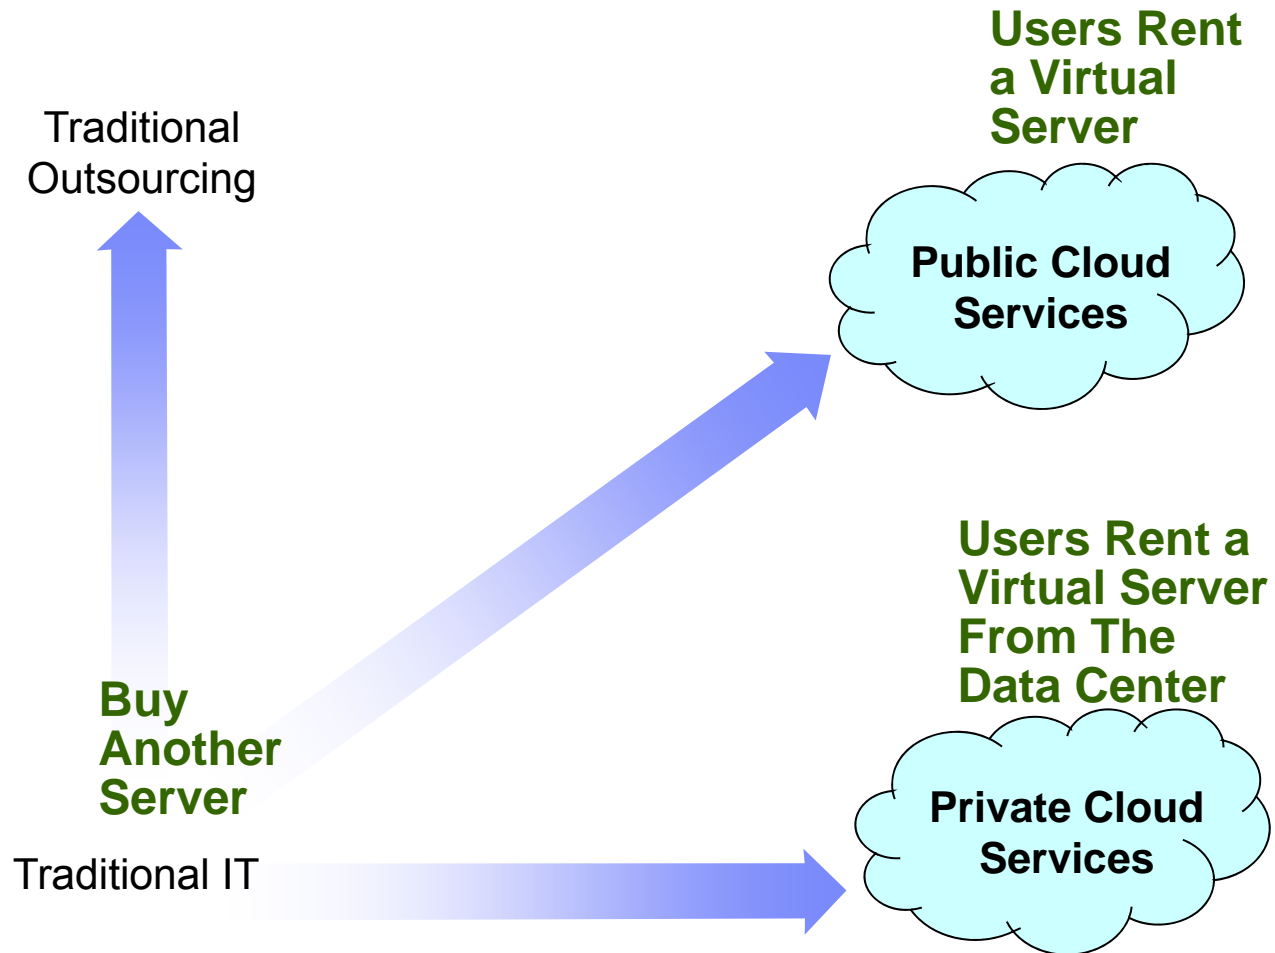 Users Rent
a Virtual
Server
Traditional
Outsourcing
Public Cloud
Services
Users Rent a
Virtual Server
From The
Data Center
Buy
Another
Server
Private Cloud
Services
Traditional IT